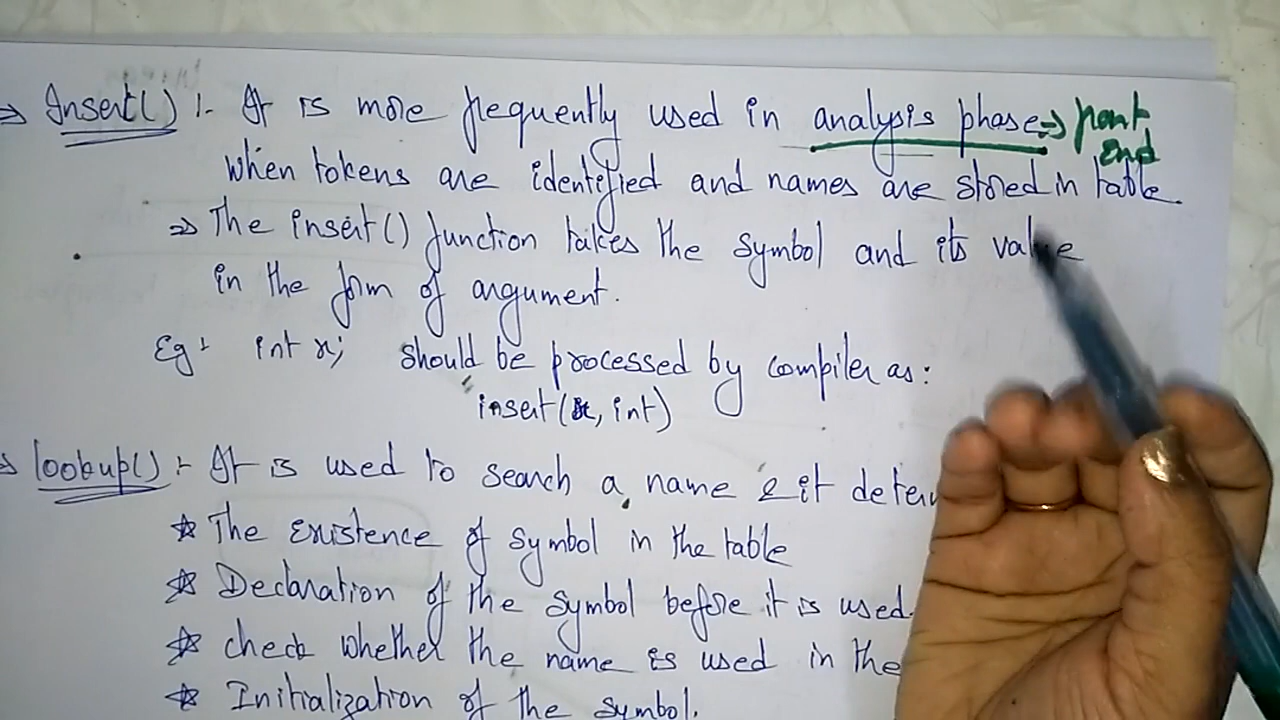 ⇒ Insert() :- It is more frequently used in analysis phase ⇒ front End
when tokens are identified and names are stored in table.
⇒ The insert() function takes the symbol and its value
in the form of argument.
Eg: int x; should be processed by compiler as:
insert(x, int)
⇒ lookup() :- It is used to search a name & it
* The Existence of symbol in the table
* Declaration of the symbol before it is used.
* check whether the name is used in the
* Initialization of the symbol.